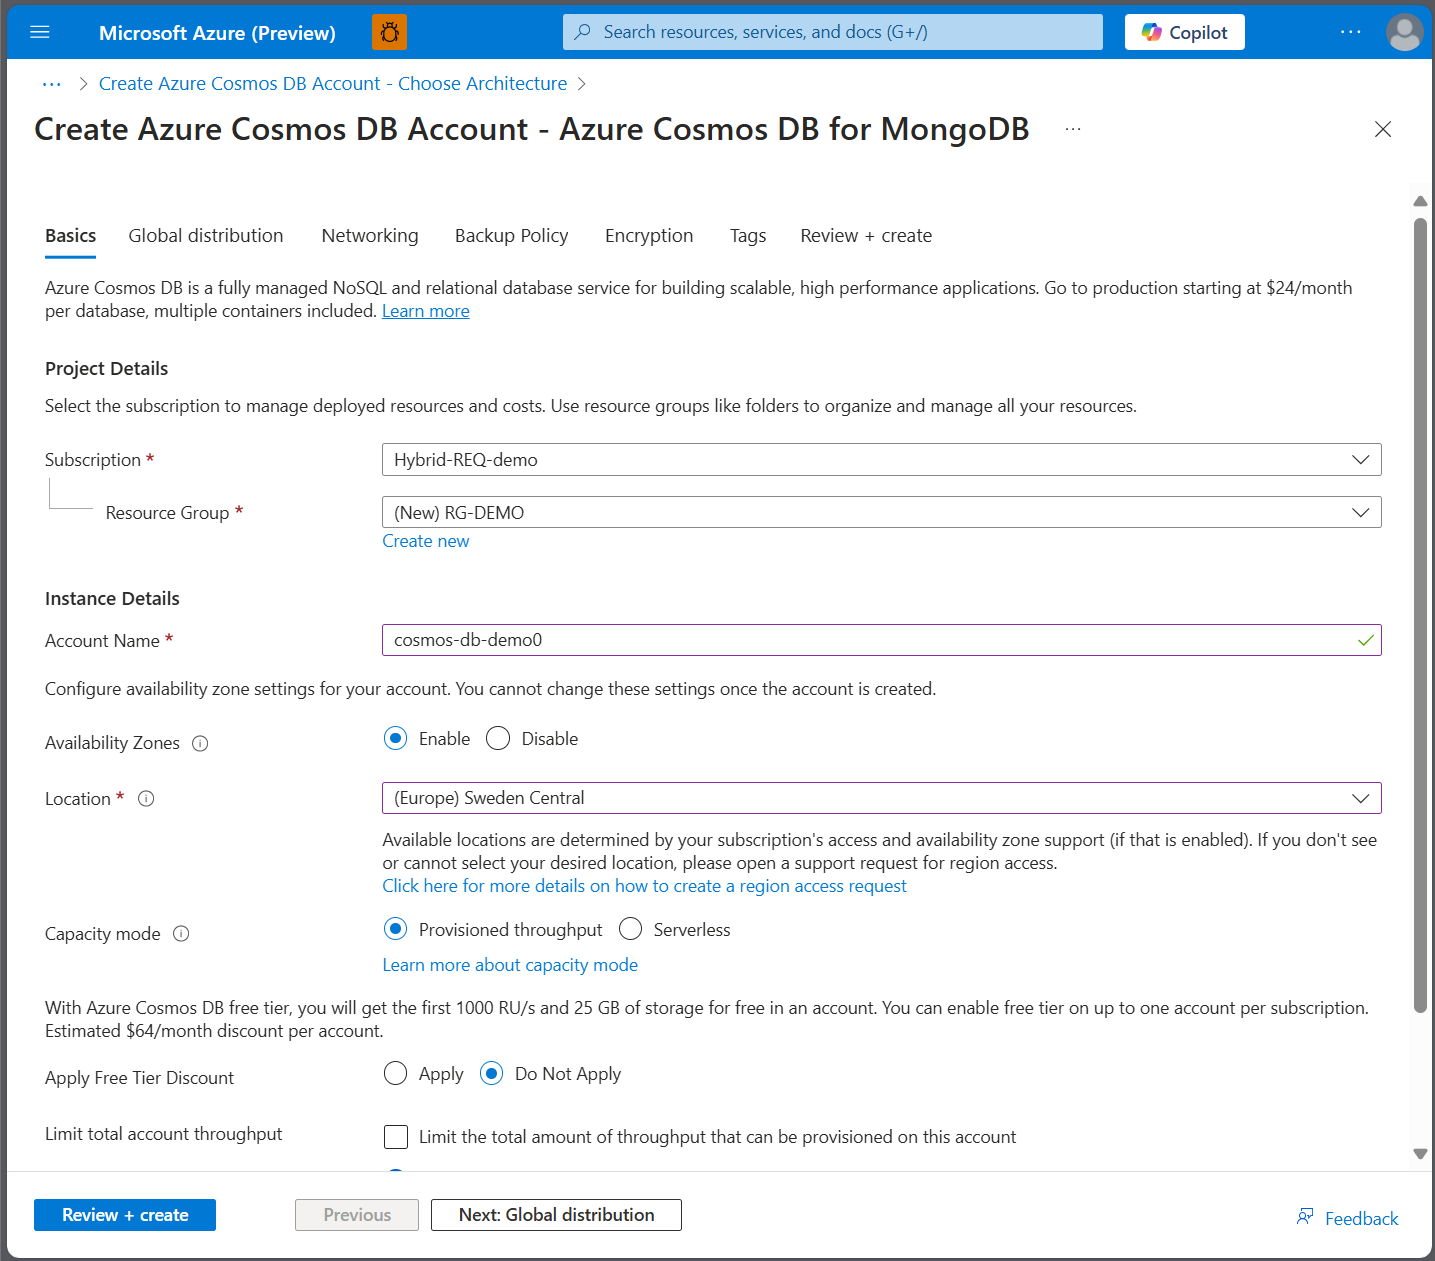 Microsoft Azure (Preview)
Search resources, services, and docs (G+/)
Copilot
...
... > Create Azure Cosmos DB Account - Choose Architecture >
Create Azure Cosmos DB Account - Azure Cosmos DB for MongoDB ...
Basics Global distribution Networking Backup Policy Encryption Tags Review + create
Azure Cosmos DB is a fully managed NoSQL and relational database service for building scalable, high performance applications. Go to production starting at $24/month
per database, multiple containers included. Learn more
Project Details
Select the subscription to manage deployed resources and costs. Use resource groups like folders to organize and manage all your resources.
Subscription * Hybrid-REQ-demo
Resource Group * (New) RG-DEMO
Create new
Instance Details
Account Name * cosmos-db-demo0
Configure availability zone settings for your account. You cannot change these settings once the account is created.
Availability Zones Enable Disable
Location * (Europe) Sweden Central
Available locations are determined by your subscription's access and availability zone support (if that is enabled). If you don't see
or cannot select your desired location, please open a support request for region access.
Click here for more details on how to create a region access request
Capacity mode Provisioned throughput Serverless
Learn more about capacity mode
With Azure Cosmos DB free tier, you will get the first 1000 RU/s and 25 GB of storage for free in an account. You can enable free tier on up to one account per subscription.
Estimated $64/month discount per account.
Apply Free Tier Discount Apply Do Not Apply
Limit total account throughput Limit the total amount of throughput that can be provisioned on this account
Review + create Previous Next: Global distribution Feedback